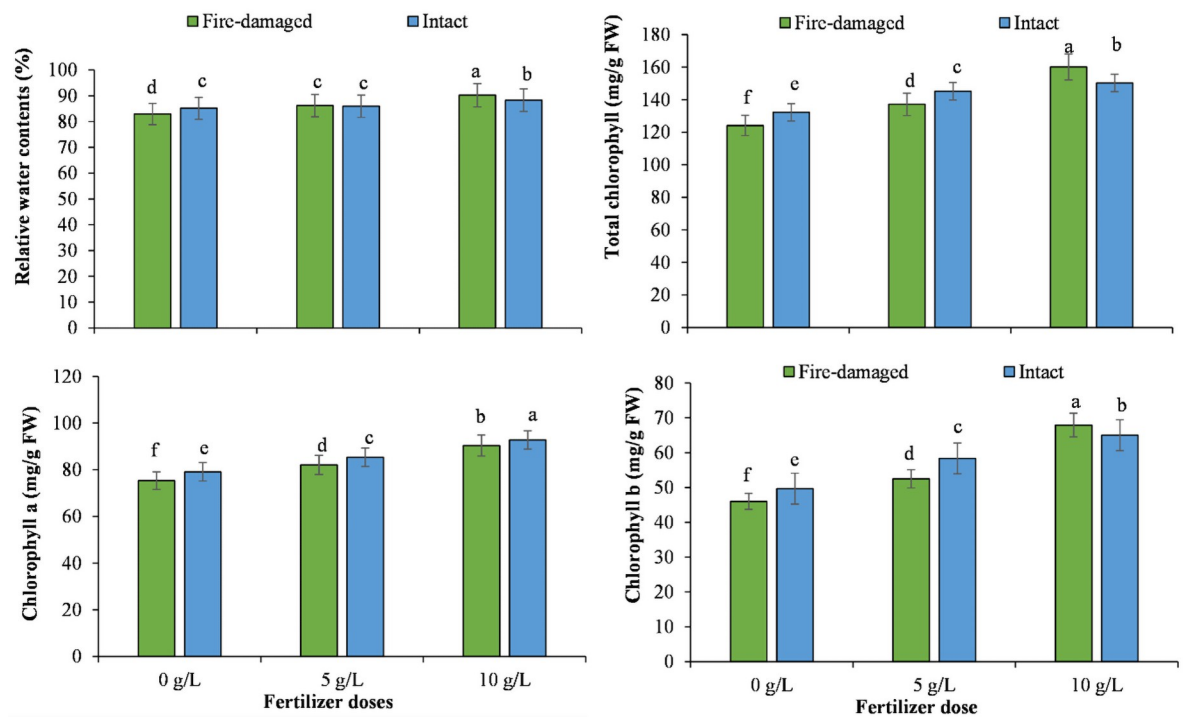 Fire-damaged Intact
Relative water contents (%)
100
90
80
70
60
50
40
30
20
10
0
d c c c a b
Fire-damaged Intact
Total chlorophyll (mg/g FW)
180
160
140
120
100
80
60
40
20
0
f e d c a b
Chlorophyll a (mg/g FW)
120
100
80
60
40
20
0
f e d c b a
0 g/L 5 g/L 10 g/L
Fertilizer doses
Fire-damaged Intact
Chlorophyll b (mg/g FW)
80
70
60
50
40
30
20
10
0
f e d c a b
0 g/L 5 g/L 10 g/L
Fertilizer dose